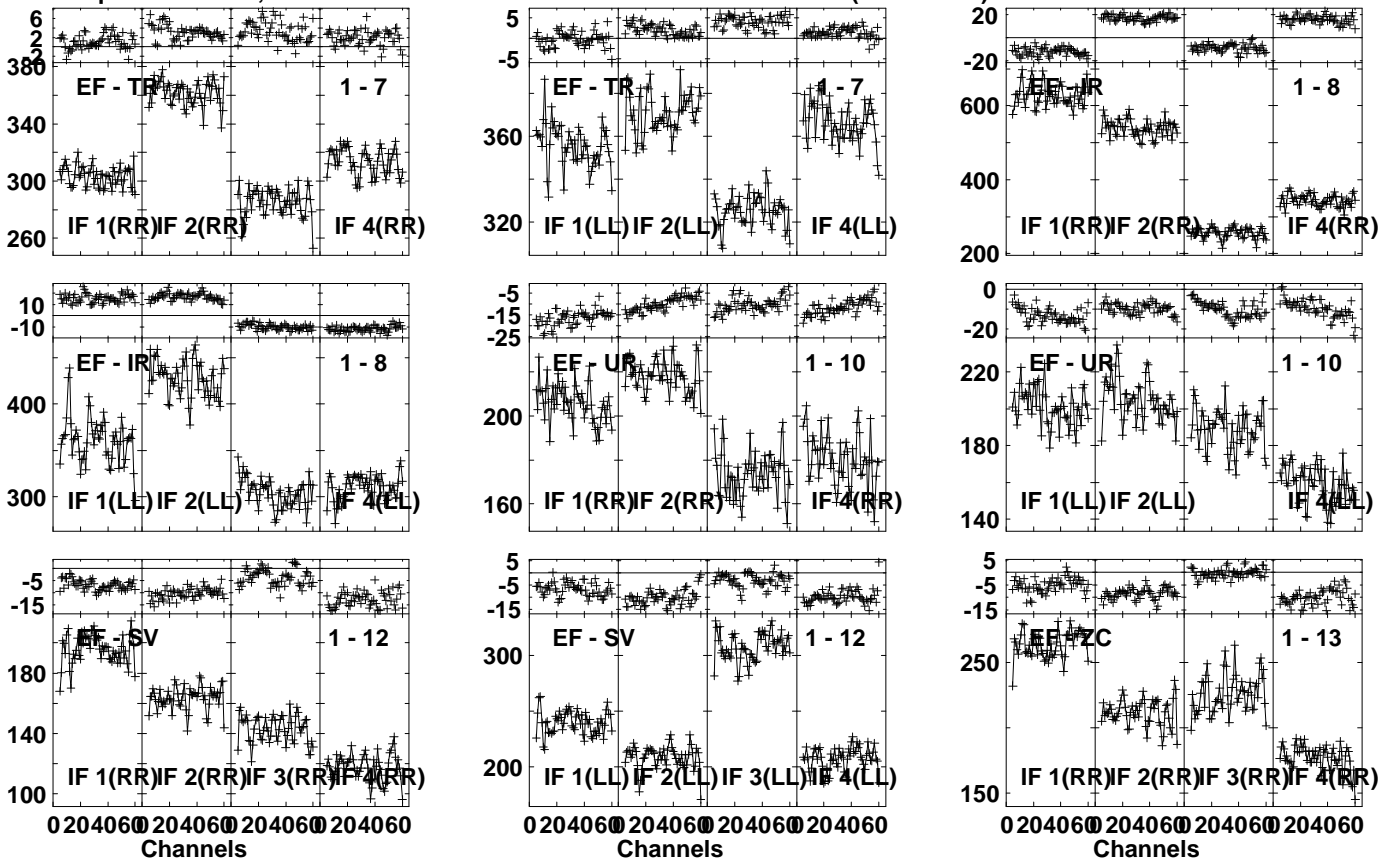 6 5 20
2 -5 -20
2
380
EF - TR 1 - 7 EF - TR 1 - 7 EF - IR 1 - 8
600
340 360
300 400
320
IF 1(RR) IF 2(RR) IF 4(RR) IF 1(LL) IF 2(LL) IF 4(LL) IF 1(RR) IF 2(RR) IF 4(RR)
260 200
10 -5 0
-10 -15 -20
-25
EF - IR 1 - 8 EF - UR 1 - 10 EF - UR 1 - 10
400 200 220
180
300
IF 1(LL) IF 2(LL) IF 4(LL) IF 1(RR) IF 2(RR) IF 4(RR) IF 1(LL) IF 2(LL) IF 4(LL)
160 140
-5 5 5
-15 -5 -5
-15 -15
EF - SV 1 - 12 EF - SV 1 - 12 EF - ZC 1 - 13
180 300 250
140
IF 1(RR) IF 2(RR) IF 3(RR) IF 4(RR) IF 1(LL) IF 2(LL) IF 3(LL) IF 4(LL) IF 1(RR) IF 2(RR) IF 3(RR) IF 4(RR)
100 200 150
0 20 40 60 0 20 40 60 0 20 40 60 0 20 40 60 0 20 40 60 0 20 40 60 0 20 40 60 0 20 40 60 0 20 40 60 0 20 40 60 0 20 40 60 0 20 40 60
Channels Channels Channels